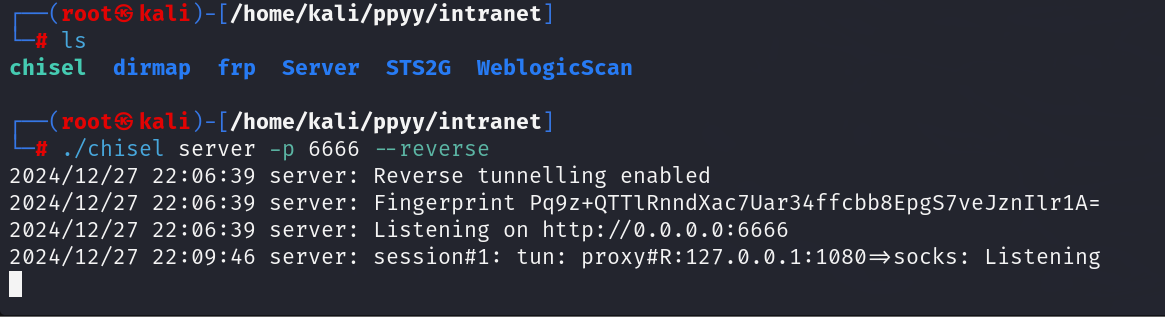 ┌──(root㉿kali)-[/home/kali/ppyy/intranet]
└─# ls
chisel dirmap frp Server STS2G WeblogicScan
┌──(root㉿kali)-[/home/kali/ppyy/intranet]
└─# ./chisel server -p 6666 --reverse
2024/12/27 22:06:39 server: Reverse tunnelling enabled
2024/12/27 22:06:39 server: Fingerprint Pq9z+QTTlRnndXac7Uar34ffcbb8EpgS7veJznIlr1A=
2024/12/27 22:06:39 server: Listening on http://0.0.0.0:6666
2024/12/27 22:09:46 server: session#1: tun: proxy#R:127.0.0.1:1080=>socks: Listening